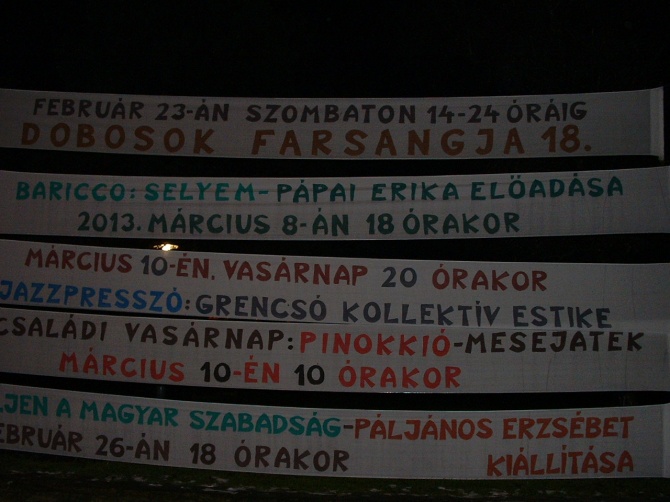 FEBRUÁR 23-ÁN SZOMBATON 14-24 ÓRÁIG
DOBOSOK FARSANGJA 18.
BARICCO: SELYEM - PÁPAI ERIKA ELŐADÁSA
2013. MÁRCIUS 8-ÁN 18 ÓRAKOR
MÁRCIUS 10-ÉN, VASÁRNAP 20 ÓRAKOR
JAZZPRESSZÓ: GRENCSÓ KOLLEKTÍV ESTIKE
CSALÁDI VASÁRNAP: PINOKKIÓ-MESEJÁTÉK
MÁRCIUS 10-ÉN 10 ÓRAKOR
LJEN A MAGYAR SZABADSÁG-PÁLJÁNOS ERZSÉBET
EBRUÁR 26-ÁN 18 ÓRAKOR KIÁLLÍTÁSA